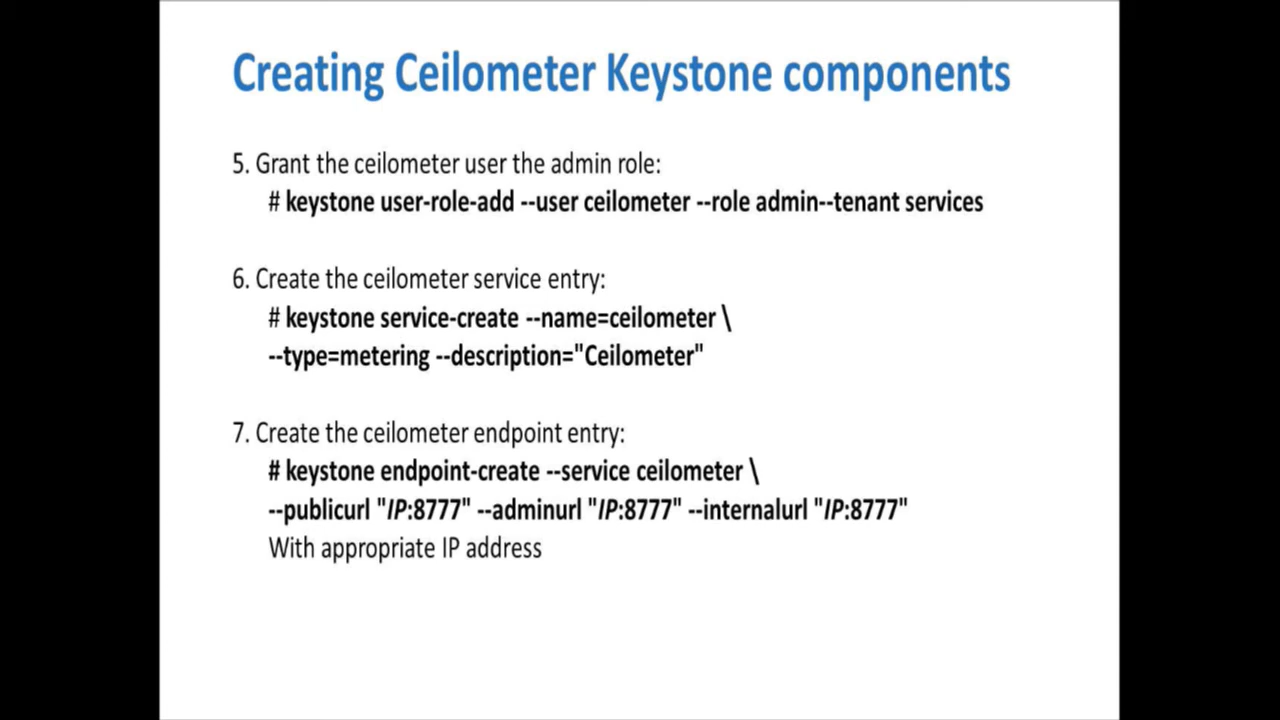 Creating Ceilometer Keystone components
5. Grant the ceilometer user the admin role:
# keystone user-role-add --user ceilometer --role admin--tenant services
6. Create the ceilometer service entry:
# keystone service-create --name=ceilometer \
--type=metering --description="Ceilometer"
7. Create the ceilometer endpoint entry:
# keystone endpoint-create --service ceilometer \
--publicurl "IP:8777" --adminurl "IP:8777" --internalurl "IP:8777"
With appropriate IP address